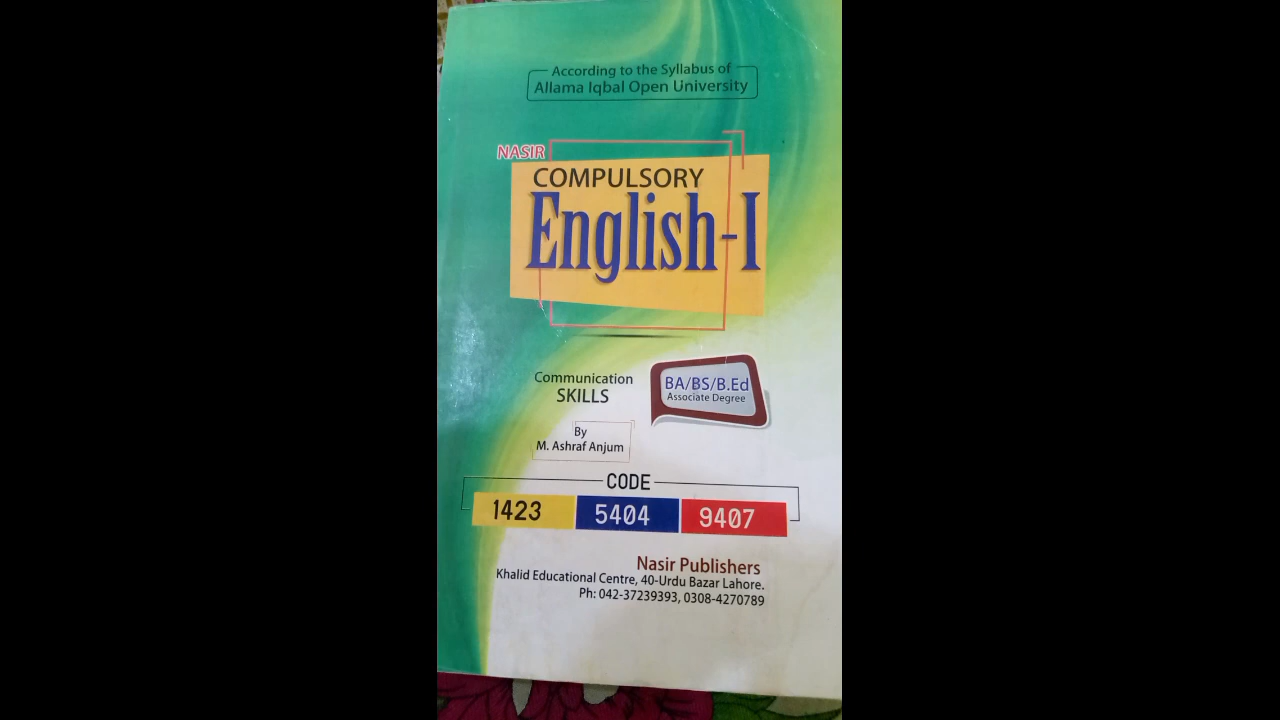 According to the Syllabus of
Allama Iqbal Open University
NASIR
COMPULSORY
English-I
Communication
SKILLS
BA/BS/B.Ed
Associate Degree
By
M. Ashraf Anjum
CODE
1423 5404 9407
Nasir Publishers
Khalid Educational Centre, 40-Urdu Bazar Lahore.
Ph: 042-37239393, 0308-4270789